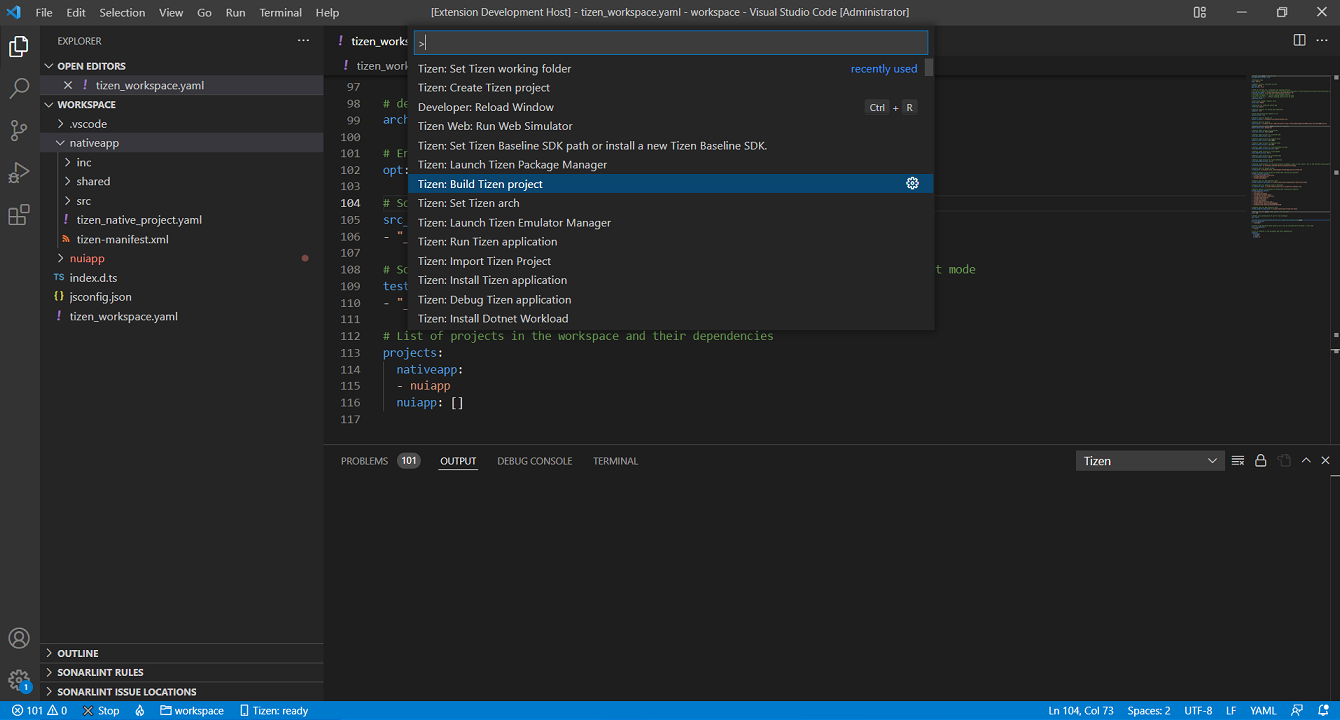 File Edit Selection View Go Run Terminal Help [Extension Development Host] - tizen_workspace.yaml - workspace - Visual Studio Code [Administrator]
EXPLORER
OPEN EDITORS
! tizen_workspace.yaml
WORKSPACE
.vscode
nativeapp
inc
shared
src
! tizen_native_project.yaml
tizen-manifest.xml
nuiapp
TS index.d.ts
{} jsconfig.json
! tizen_workspace.yaml
OUTLINE
SONARLINT RULES
SONARLINT ISSUE LOCATIONS
>
Tizen: Set Tizen working folder recently used
Tizen: Create Tizen project
Developer: Reload Window Ctrl + R
Tizen Web: Run Web Simulator
Tizen: Set Tizen Baseline SDK path or install a new Tizen Baseline SDK.
Tizen: Launch Tizen Package Manager
Tizen: Build Tizen project
Tizen: Set Tizen arch
Tizen: Launch Tizen Emulator Manager
Tizen: Run Tizen application
Tizen: Import Tizen Project
Tizen: Install Tizen application
Tizen: Debug Tizen application
Tizen: Install Dotnet Workload
! tizen_works
! tizen_work
97
98 # de
99 arch
100
101 # En
102 opt:
103
104 # So
105 src_
106 - "_
107
108 # So t mode
109 test
110 - "_
111
112 # List of projects in the workspace and their dependencies
113 projects:
114 nativeapp:
115 - nuiapp
116 nuiapp: []
117
PROBLEMS 101 OUTPUT DEBUG CONSOLE TERMINAL Tizen
1
101 0 Stop workspace Tizen: ready Ln 104, Col 73 Spaces: 2 UTF-8 LF YAML